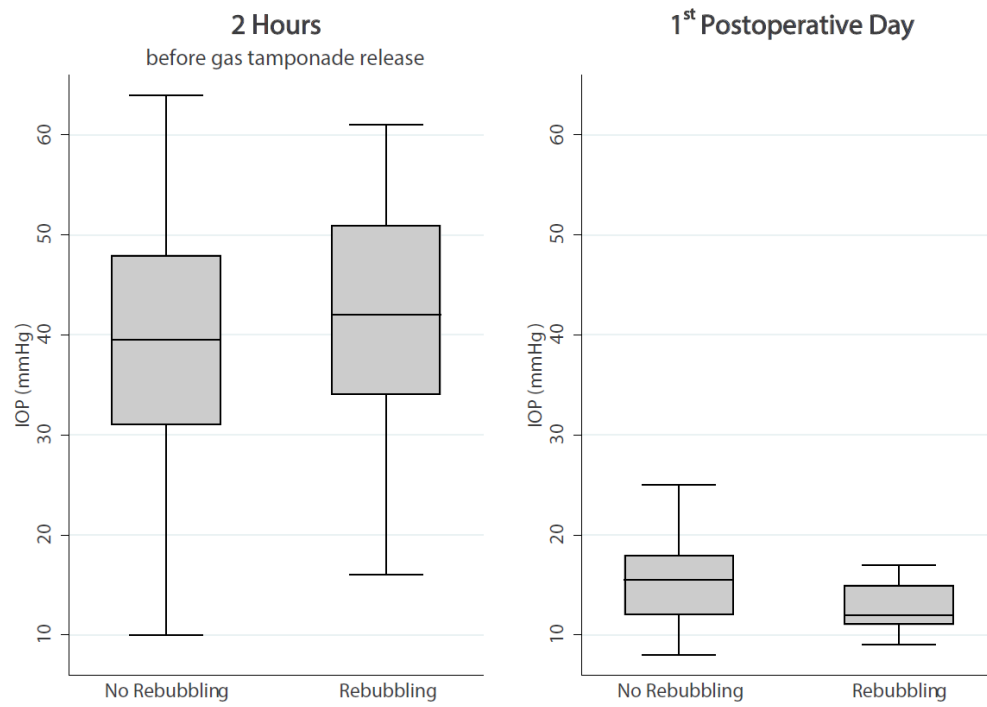 2 Hours
before gas tamponade release
IOP (mmHg)
60
50
40
30
20
10
No Rebubbling
Rebubbling
1st Postoperative Day
IOP (mmHg)
60
50
40
30
20
10
No Rebubbling
Rebubbling